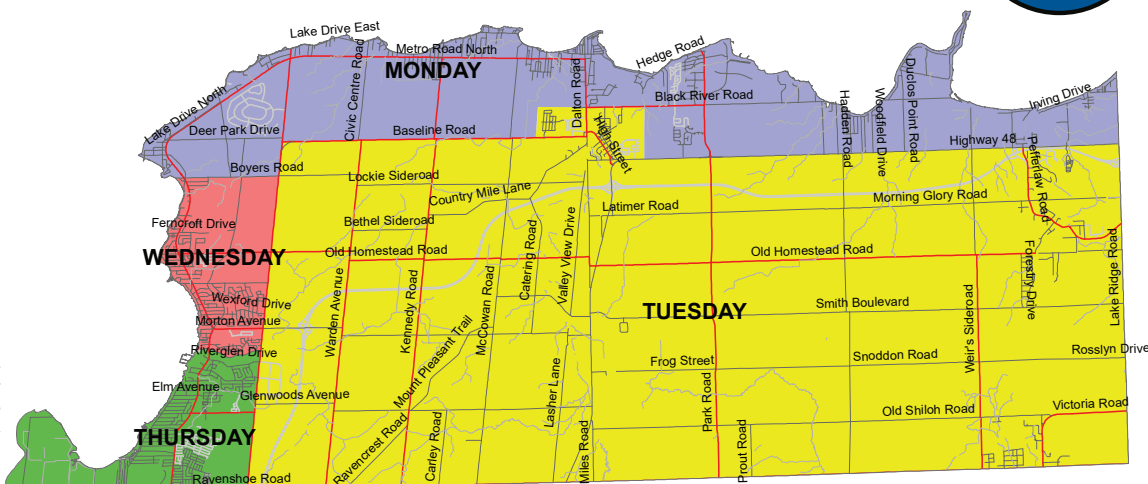 Lake Drive East
Metro Road North
Hedge Road
MONDAY
Civic Centre Road
Dalton Road
Black River Road
Duclos Point Road
Woodfield Drive
Hadden Road
Irving Drive
Lake Drive North
Deer Park Drive
Baseline Road
High Street
Highway 48
Pefferlaw Road
Boyers Road
Lockie Sideroad
Country Mile Lane
Latimer Road
Morning Glory Road
Ferncroft Drive
Bethel Sideroad
WEDNESDAY
Old Homestead Road
Old Homestead Road
Catering Road
Valley View Drive
Forestry Drive
Lake Ridge Road
Wexford Drive
Warden Avenue
Kennedy Road
McCowan Road
TUESDAY
Smith Boulevard
Weir's Sideroad
Morton Avenue
Mount Pleasant Trail
Riverglen Drive
Frog Street
Snoddon Road
Rosslyn Drive
Elm Avenue
Glenwoods Avenue
Lasher Lane
Park Road
Old Shiloh Road
Victoria Road
THURSDAY
Ravencrest Road
Carley Road
Miles Road
Prout Road
Ravenshoe Road